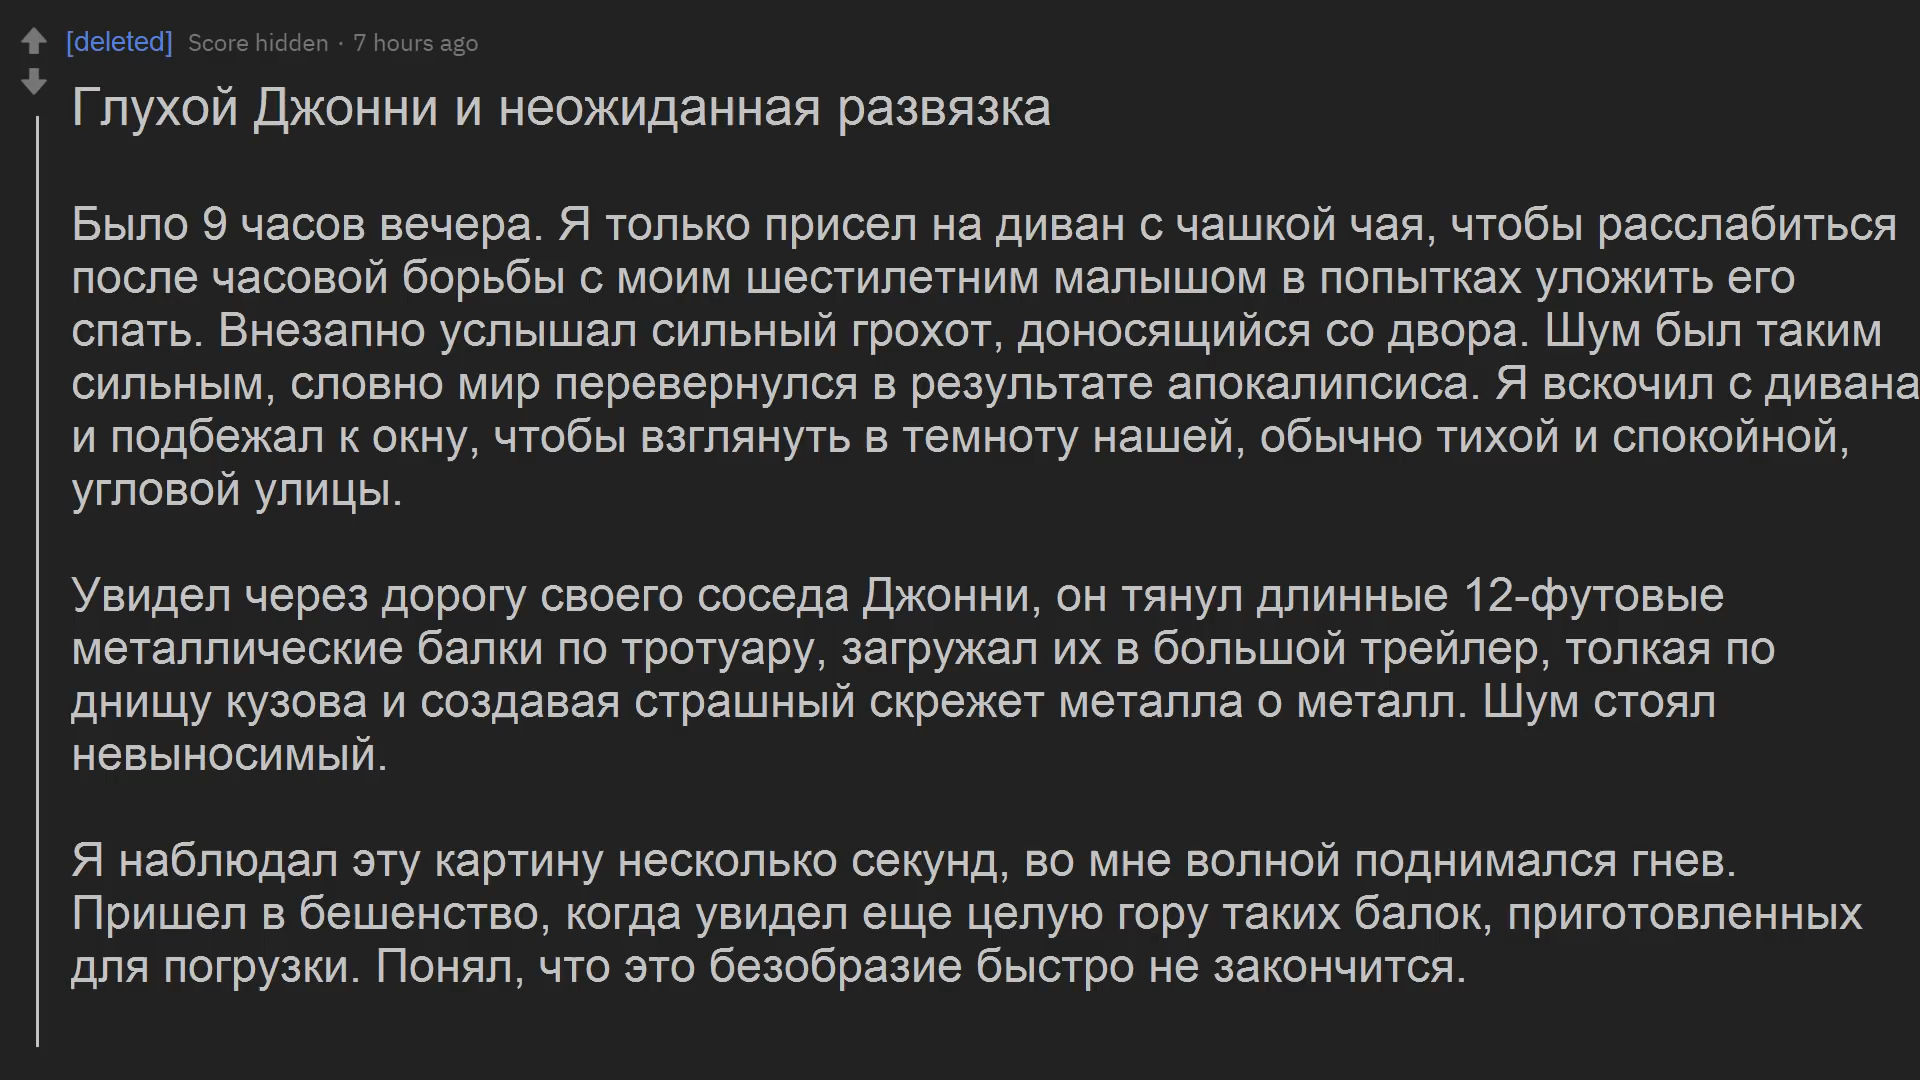 [deleted] Score hidden · 7 hours ago
Глухой Джонни и неожиданная развязка
Было 9 часов вечера. Я только присел на диван с чашкой чая, чтобы расслабиться
после часовой борьбы с моим шестилетним малышом в попытках уложить его
спать. Внезапно услышал сильный грохот, доносящийся со двора. Шум был таким
сильным, словно мир перевернулся в результате апокалипсиса. Я вскочил с дивана
и подбежал к окну, чтобы взглянуть в темноту нашей, обычно тихой и спокойной,
угловой улицы.
Увидел через дорогу своего соседа Джонни, он тянул длинные 12-футовые
металлические балки по тротуару, загружал их в большой трейлер, толкая по
днищу кузова и создавая страшный скрежет металла о металл. Шум стоял
невыносимый.
Я наблюдал эту картину несколько секунд, во мне волной поднимался гнев.
Пришел в бешенство, когда увидел еще целую гору таких балок, приготовленных
для погрузки. Понял, что это безобразие быстро не закончится.